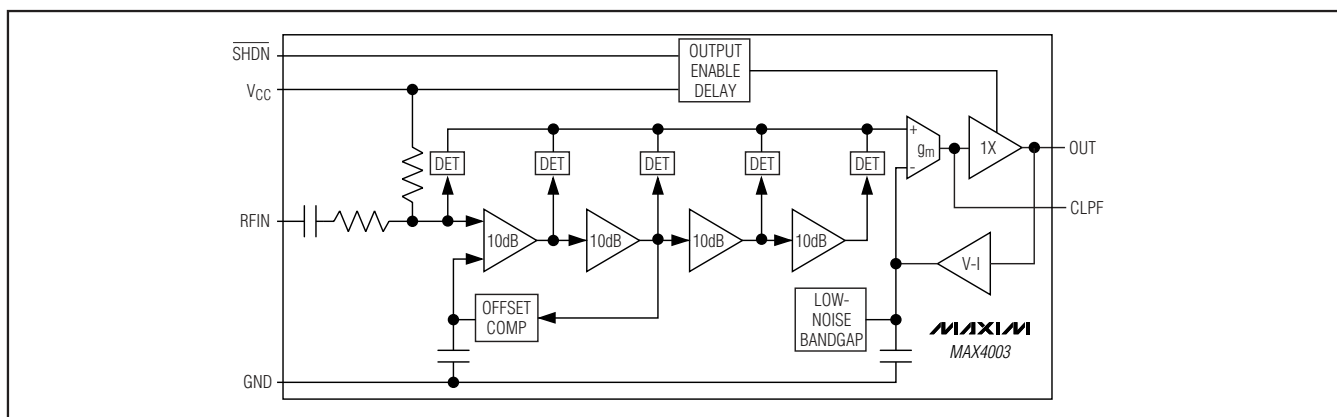 SHDN
OUTPUT
ENABLE
DELAY
VCC
DET
DET
DET
DET
DET
+
gm
-
1X
OUT
CLPF
RFIN
10dB
10dB
10dB
10dB
V-I
OFFSET
COMP
LOW-
NOISE
BANDGAP
MAXIM
MAX4003
GND